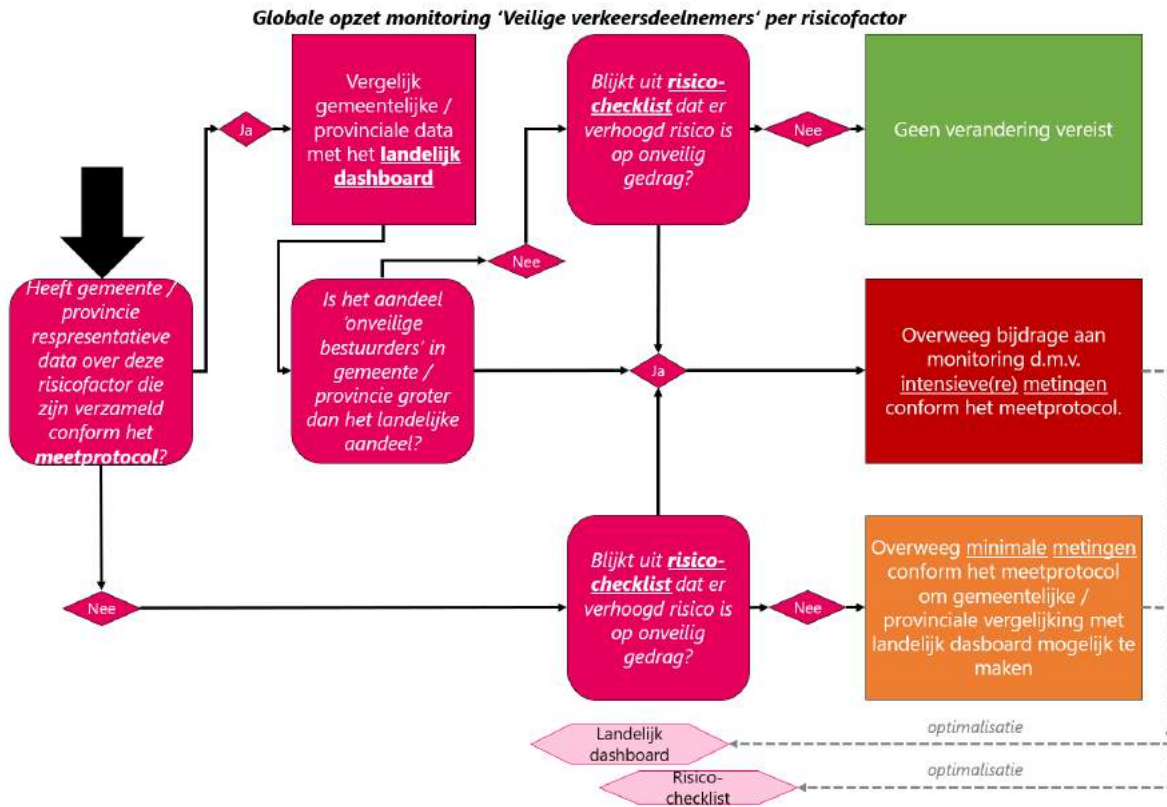 Globale opzet monitoring ‘Veilige verkeersdeelnemers’ per risicofactor
Vergelijk
gemeentelijke /
provinciale data
met het landelijk
dashboard
Ja
Blijkt uit risico-
checklist dat er
verhoogd risico is
op onveilig
gedrag?
Nee
Geen verandering vereist
Nee
Heeft gemeente /
provincie
respresentatieve
data over deze
risicofactor die
zijn verzameld
conform het
meetprotocol?
Is het aandeel
‘onveilige
bestuurders’ in
gemeente /
provincie groter
dan het landelijke
aandeel?
Ja
Overweeg bijdrage aan
monitoring d.m.v.
intensieve(re) metingen
conform het meetprotocol.
Nee
Blijkt uit risico-
checklist dat er
verhoogd risico is
op onveilig
gedrag?
Nee
Overweeg minimale metingen
conform het meetprotocol
om gemeentelijke /
provinciale vergelijking met
landelijk dasboard mogelijk te
maken
Landelijk
dashboard
optimalisatie
Risico-
checklist
optimalisatie